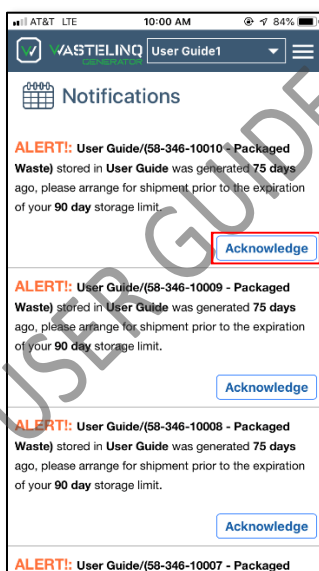 AT&T LTE 10:00 AM 84%
WASTELINQ User Guide1
GENERATOR
Notifications
ALERT!: User Guide/(58-346-10010 - Packaged
Waste) stored in User Guide was generated 75 days
ago, please arrange for shipment prior to the expiration
of your 90 day storage limit.
Acknowledge
ALERT!: User Guide/(58-346-10009 - Packaged
Waste) stored in User Guide was generated 75 days
ago, please arrange for shipment prior to the expiration
of your 90 day storage limit.
Acknowledge
ALERT!: User Guide/(58-346-10008 - Packaged
Waste) stored in User Guide was generated 75 days
ago, please arrange for shipment prior to the expiration
of your 90 day storage limit.
Acknowledge
ALERT!: User Guide/(58-346-10007 - Packaged
USER GUIDE